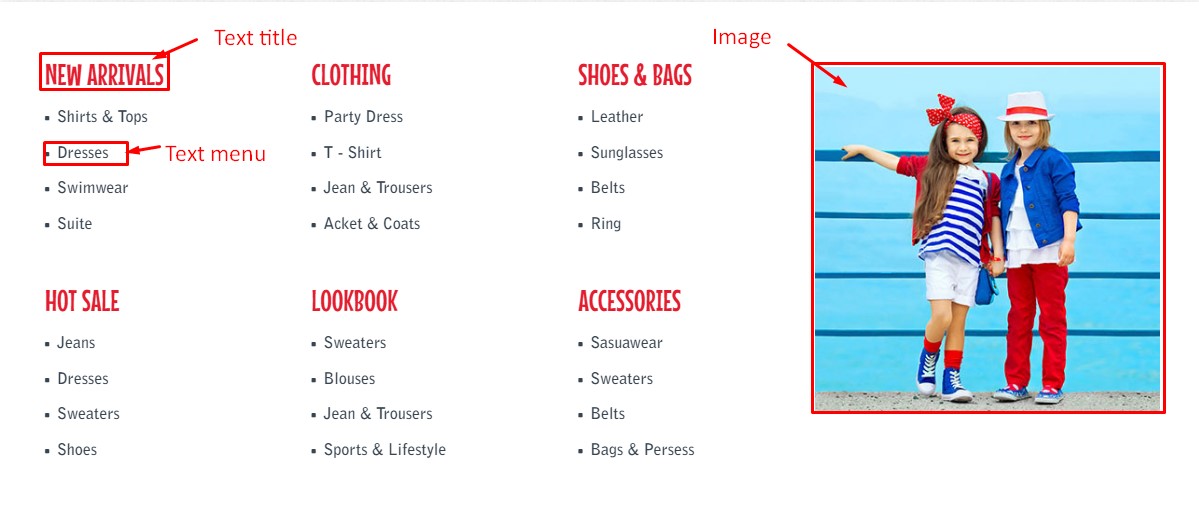 Text title
Image
NEW ARRIVALS
Shirts & Tops
Dresses
Text menu
Swimwear
Suite
CLOTHING
Party Dress
T - Shirt
Jean & Trousers
Acket & Coats
SHOES & BAGS
Leather
Sunglasses
Belts
Ring
HOT SALE
Jeans
Dresses
Sweaters
Shoes
LOOKBOOK
Sweaters
Blouses
Jean & Trousers
Sports & Lifestyle
ACCESSORIES
Sasuawear
Sweaters
Belts
Bags & Persess